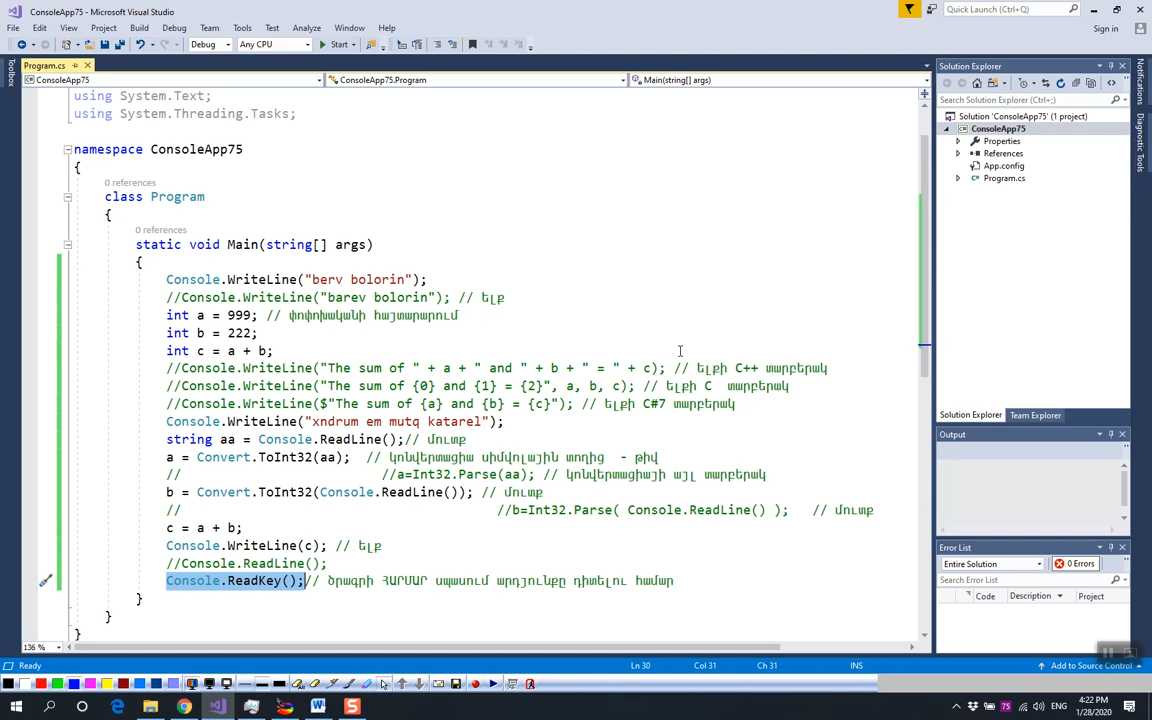 ConsoleApp75 - Microsoft Visual Studio
Quick Launch (Ctrl+;)
File Edit View Project Build Debug Team Tools Test Analyze Window Help
Sign in
Debug Any CPU Start
Program.cs
ConsoleApp75 ConsoleApp75.Program Main(string[] args)
using System.Text;
using System.Threading.Tasks;
namespace ConsoleApp75
{
0 references
class Program
{
0 references
static void Main(string[] args)
{
Console.WriteLine("berv bolorin");
//Console.WriteLine("barev bolorin"); // ելք
int a = 999; // փոփոխականի հայտարարում
int b = 222;
int c = a + b;
//Console.WriteLine("The sum of " + a + " and " + b + " = " + c); // ելքի C++ տարբերակ
//Console.WriteLine("The sum of {0} and {1} = {2}", a, b, c); // ելքի C տարբերակ
//Console.WriteLine($"The sum of {a} and {b} = {c}"); // ելքի C#7 տարբերակ
Console.WriteLine("xndrum em mutq katarel");
string aa = Console.ReadLine();// մուտք
a = Convert.ToInt32(aa); // կոնվերտացիա սիմվոլային տողից - թիվ
// //a=Int32.Parse(aa); // կոնվերտացիայի այլ տարբերակ
b = Convert.ToInt32(Console.ReadLine()); // մուտք
// //b=Int32.Parse( Console.ReadLine() ); // մուտք
c = a + b;
Console.WriteLine(c); // ելք
//Console.ReadLine();
Console.ReadKey();// ծրագրի ՀԱՐՄԱՐ սպասում արդյունքը դիտելու համար
}
}
}
136 %
Toolbox
Solution Explorer
Search Solution Explorer (Ctrl+;)
Solution 'ConsoleApp75' (1 project)
ConsoleApp75
Properties
References
App.config
Program.cs
Solution Explorer Team Explorer
Output
Error List
Entire Solution 0 Errors
Search Error List
Code Description Project
Notifications
Diagnostic Tools
Ready Ln 30 Col 31 Ch 31 INS Add to Source Control
75 ENG
4:22 PM
1/28/2020